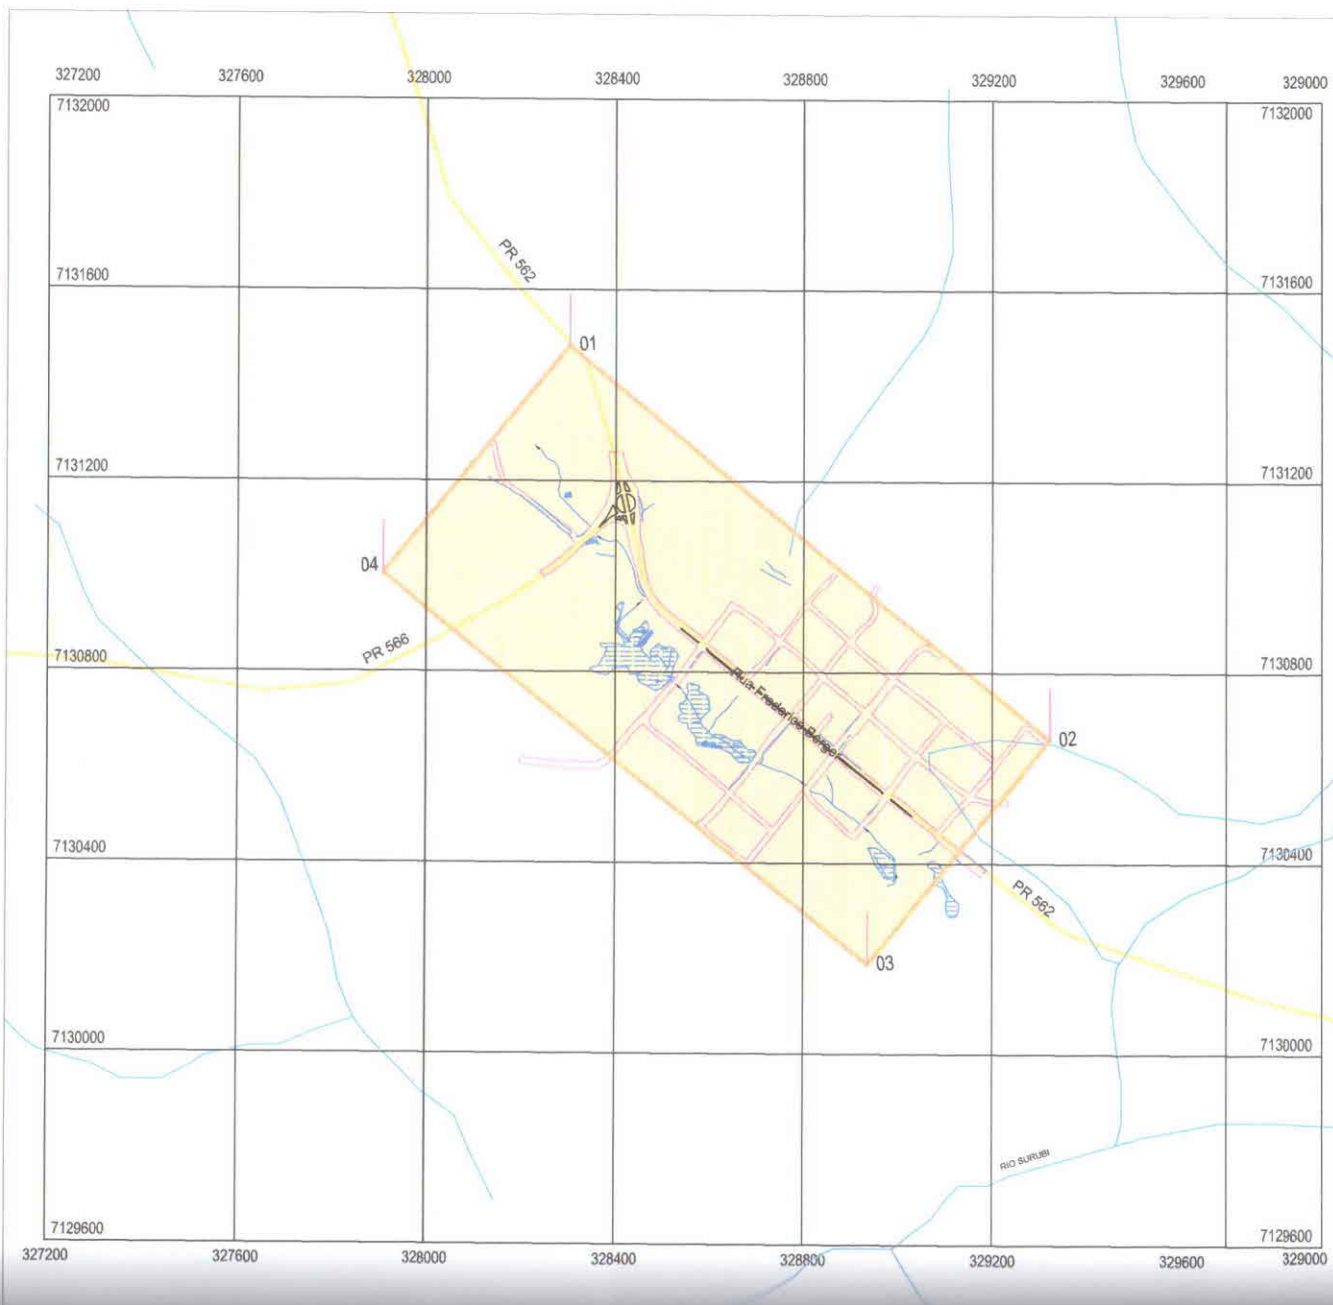 327200 327600 328000 328400 328800 329200 329600 329000
7132000 7132000
PR 562
7131600 7131600
01
7131200 7131200
04
PR 566
7130800 7130800
Rua Frederico Berger
02
7130400 7130400
PR 562
03
7130000 7130000
RIO SURUBI
7129600 7129600
327200 327600 328000 328400 328800 329200 329600 329000